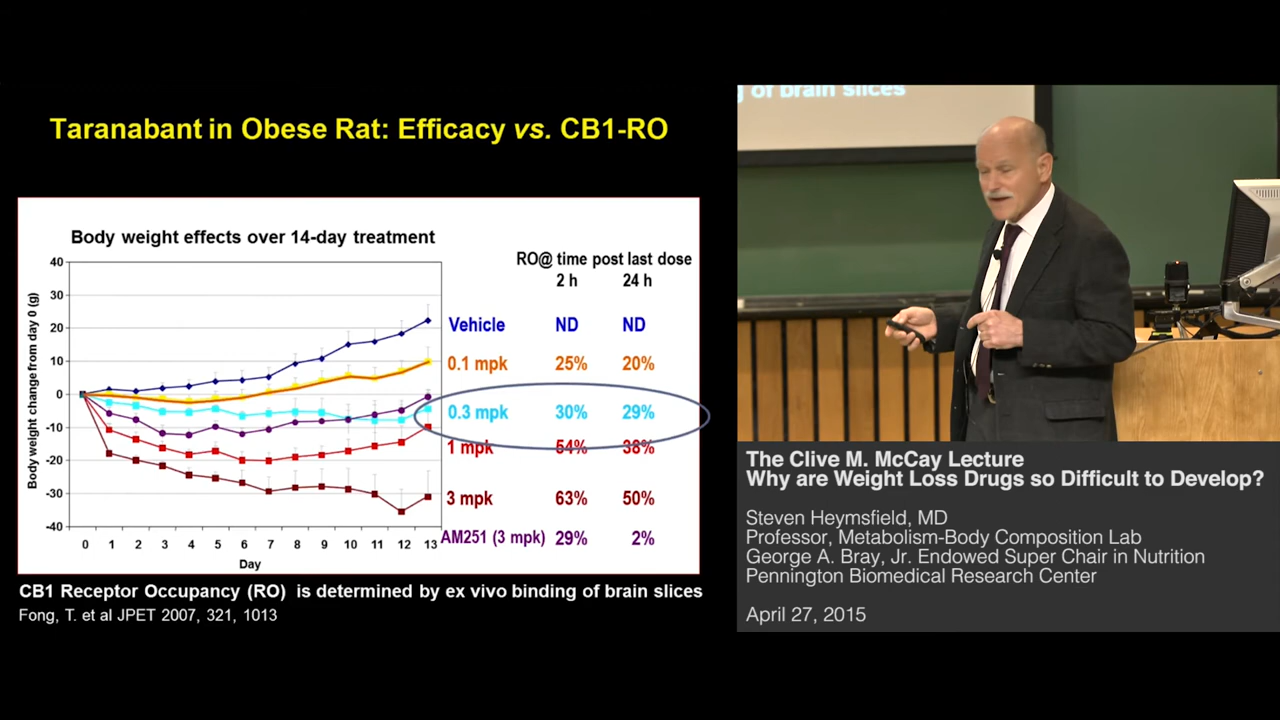 Taranabant in Obese Rat: Efficacy vs. CB1-RO
Body weight effects over 14-day treatment
Body weight change from day 0 (g)
40
30
20
10
0
-10
-20
-30
-40
0 1 2 3 4 5 6 7 8 9 10 11 12 13
Day
RO@ time post last dose
2 h 24 h
Vehicle ND ND
0.1 mpk 25% 20%
0.3 mpk 30% 29%
1 mpk 54% 38%
3 mpk 63% 50%
AM251 (3 mpk) 29% 2%
CB1 Receptor Occupancy (RO) is determined by ex vivo binding of brain slices
Fong, T. et al JPET 2007, 321, 1013
of brain slices
The Clive M. McCay Lecture
Why are Weight Loss Drugs so Difficult to Develop?
Steven Heymsfield, MD
Professor, Metabolism-Body Composition Lab
George A. Bray, Jr. Endowed Super Chair in Nutrition
Pennington Biomedical Research Center
April 27, 2015